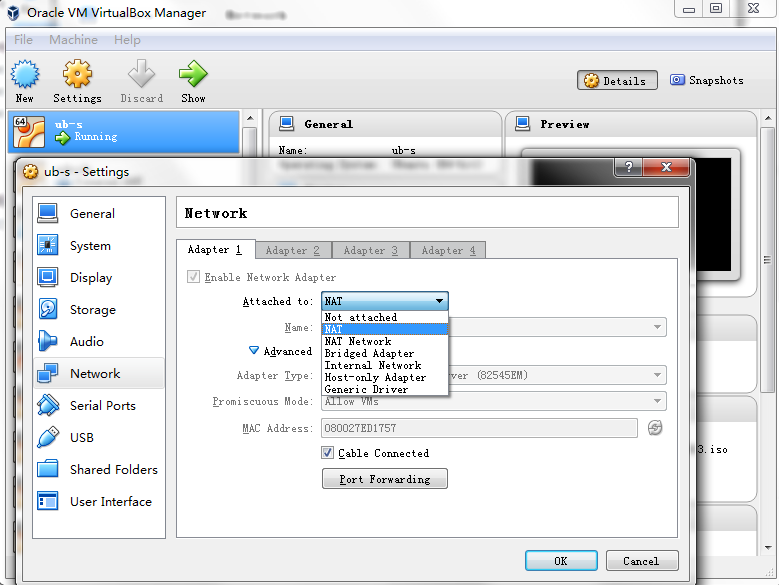 Oracle VM VirtualBox Manager
File Machine Help
New Settings Discard Show Details Snapshots
64 ub-s
Running
General
Name: ub-s
Preview
ub-s - Settings
?
General
System
Display
Storage
Audio
Network
Serial Ports
USB
Shared Folders
User Interface
Network
Adapter 1 Adapter 2 Adapter 3 Adapter 4
Enable Network Adapter
Attached to: NAT
Not attached
NAT
NAT Network
Bridged Adapter
Internal Network
Host-only Adapter
Generic Driver
Name:
Advanced
Adapter Type: ver (82545EM)
Promiscuous Mode: Allow VMs
MAC Address: 080027ED1757
Cable Connected
Port Forwarding
3.iso
OK Cancel